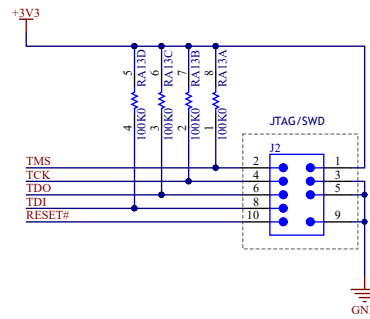 +3V3
5 RA13D 100K0 4
6 RA13C 100K0 3
7 RA13B 100K0 2
8 RA13A 100K0 1
JTAG/SWD
J2
TMS 2 1
TCK 4 3
TDO 6 5
TDI 8
RESET# 10 9